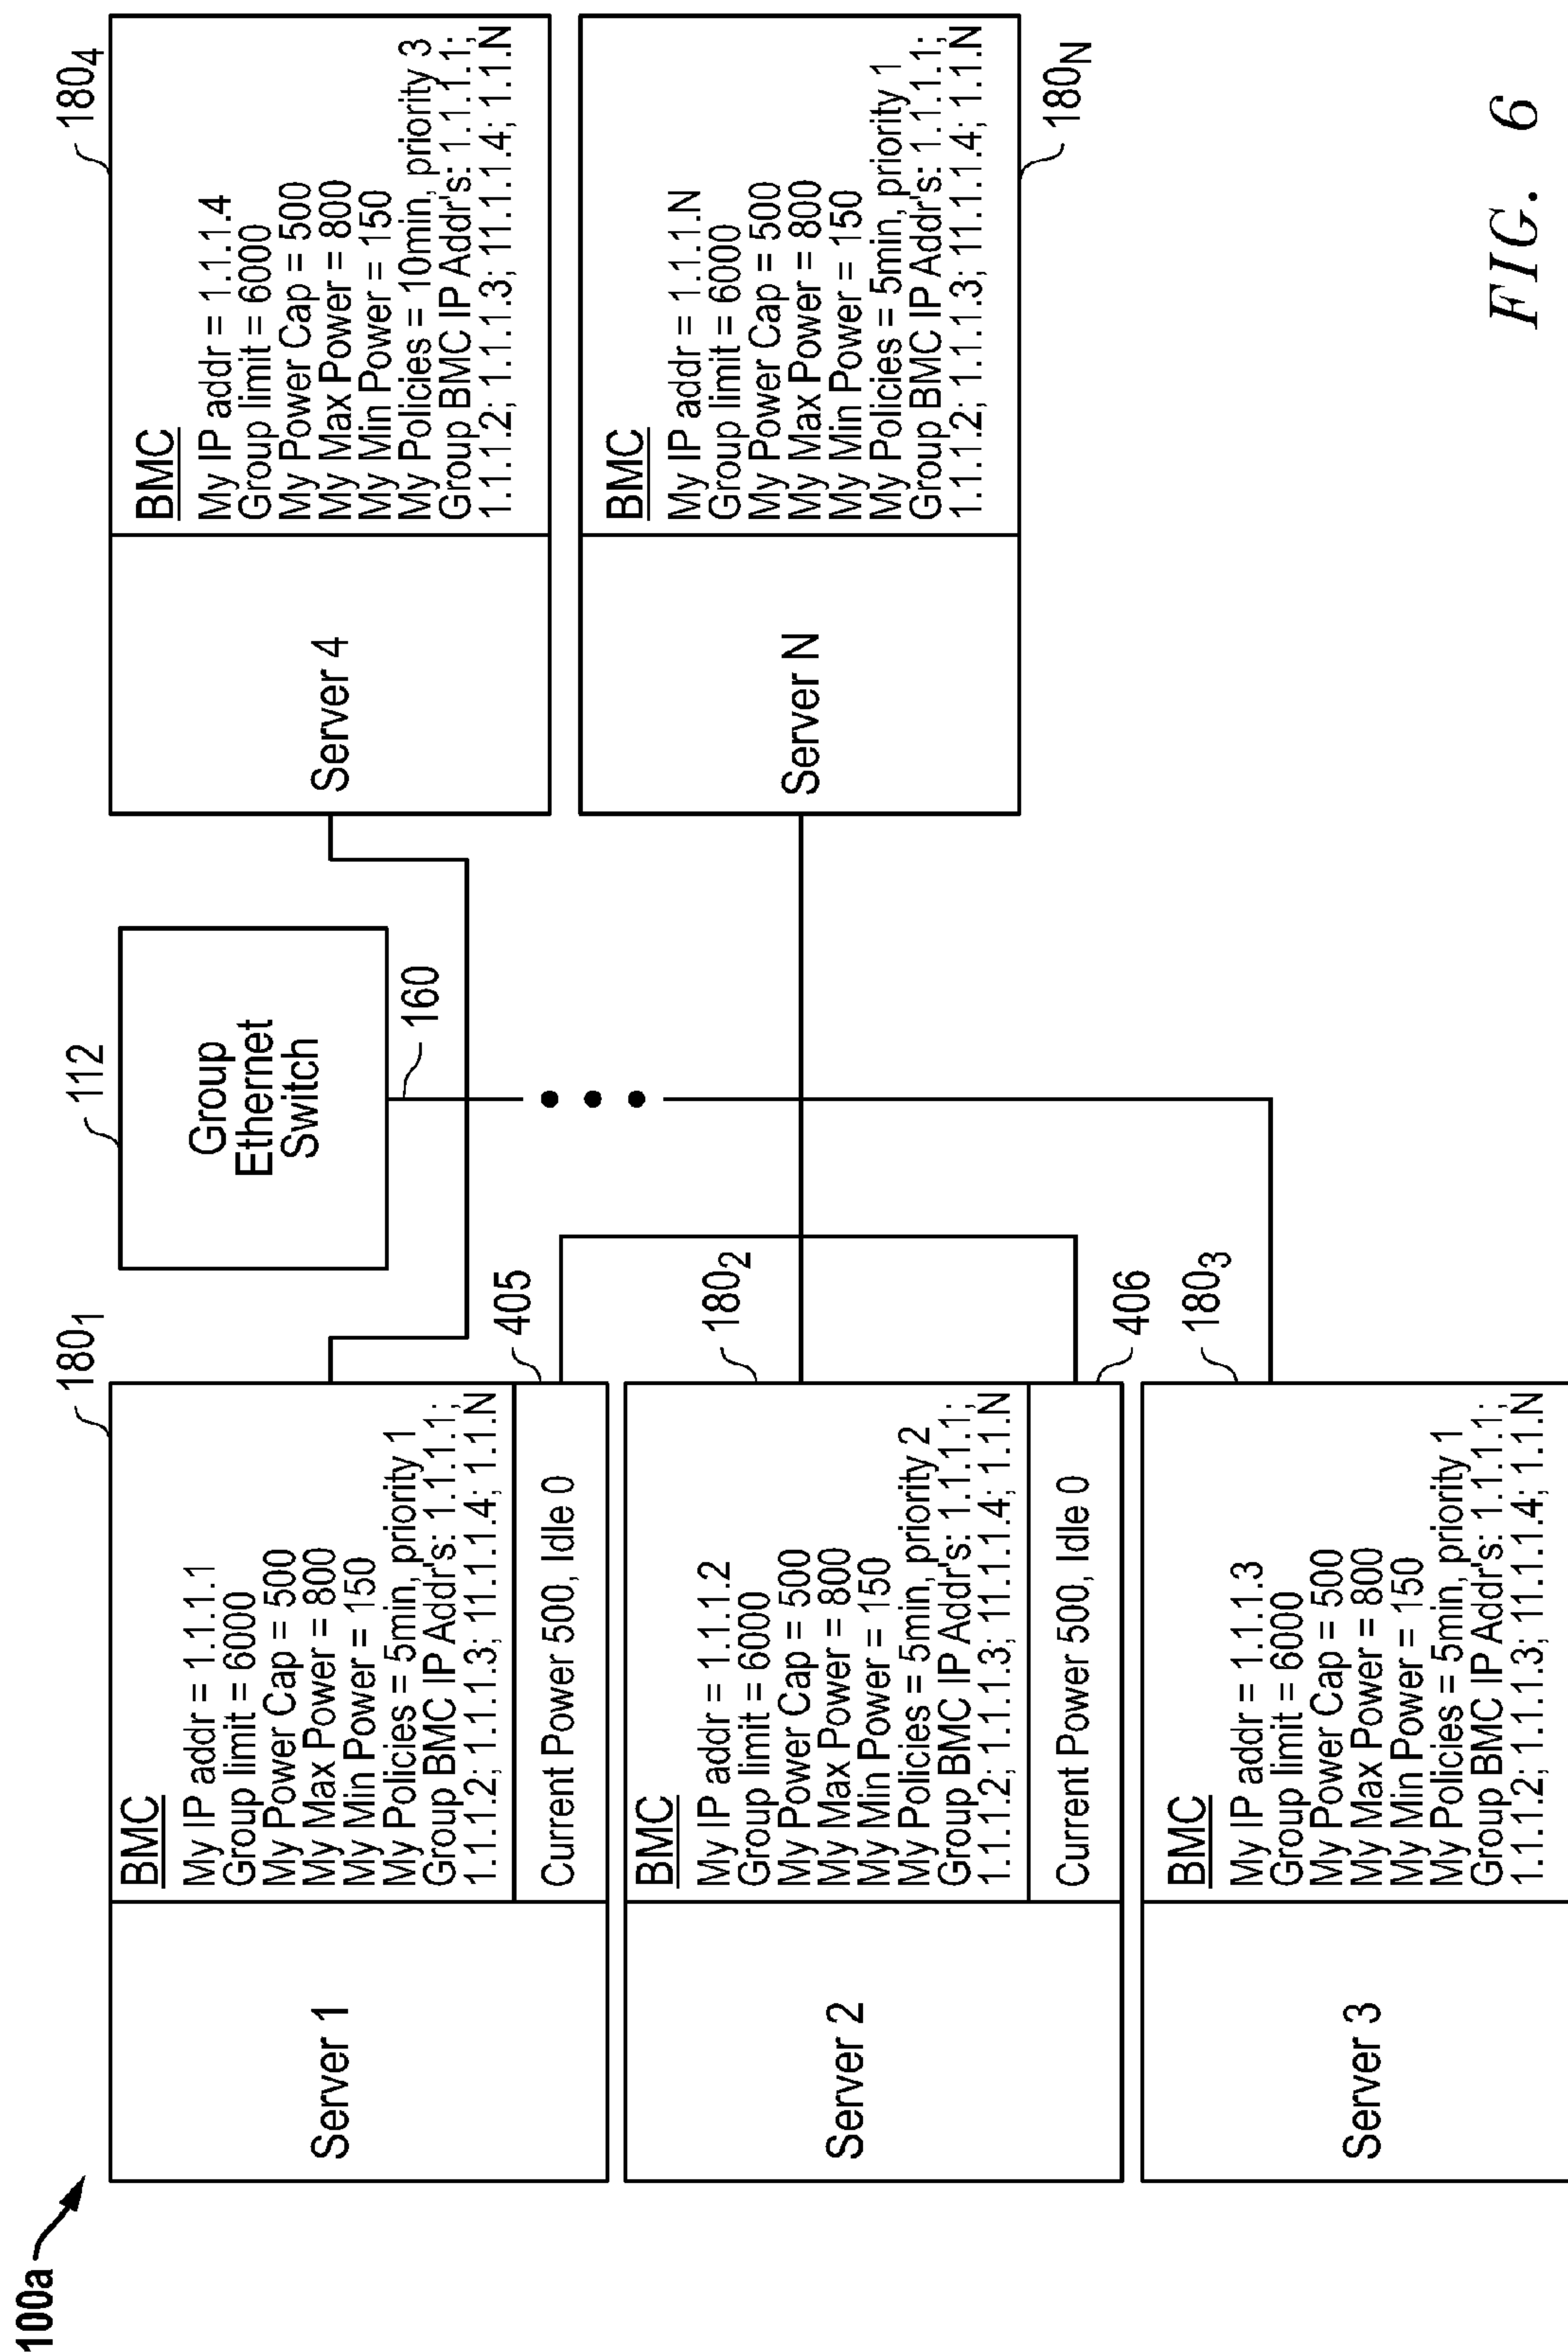 100a
180₁
Server 1
BMC
My IP addr = 1.1.1.1
Group limit = 6000
My Power Cap = 500
My Max Power = 800
My Min Power = 150
My Policies = 5min, priority 1
Group BMC IP Addr's: 1.1.1.1;
1.1.1.2; 1.1.1.3; 11.1.1.4; 1.1.N
Current Power 500, Idle 0
405
Server 2
BMC
My IP addr = 1.1.1.2
Group limit = 6000
My Power Cap = 500
My Max Power = 800
My Min Power = 150
My Policies = 5min, priority 2
Group BMC IP Addr's: 1.1.1.1;
1.1.1.2; 1.1.1.3; 11.1.1.4; 1.1.N
Current Power 500, Idle 0
180₂
406
Server 3
BMC
My IP addr = 1.1.1.3
Group limit = 6000
My Power Cap = 500
My Max Power = 800
My Min Power = 150
My Policies = 5min, priority 1
Group BMC IP Addr's: 1.1.1.1;
1.1.1.2; 1.1.1.3; 11.1.1.4; 1.1.N
180₃
112
Group
Ethernet
Switch
160
180₄
Server 4
BMC
My IP addr = 1.1.1.4
Group limit = 6000
My Power Cap = 500
My Max Power = 800
My Min Power = 150
My Policies = 10min, priority 3
Group BMC IP Addr's: 1.1.1.1;
1.1.1.2; 1.1.1.3; 11.1.1.4; 1.1.N
Server N
BMC
My IP addr = 1.1.1.N
Group limit = 6000
My Power Cap = 500
My Max Power = 800
My Min Power = 150
My Policies = 5min, priority 1
Group BMC IP Addr's: 1.1.1.1;
1.1.1.2; 1.1.1.3; 11.1.1.4; 1.1.N
180N
FIG. 6